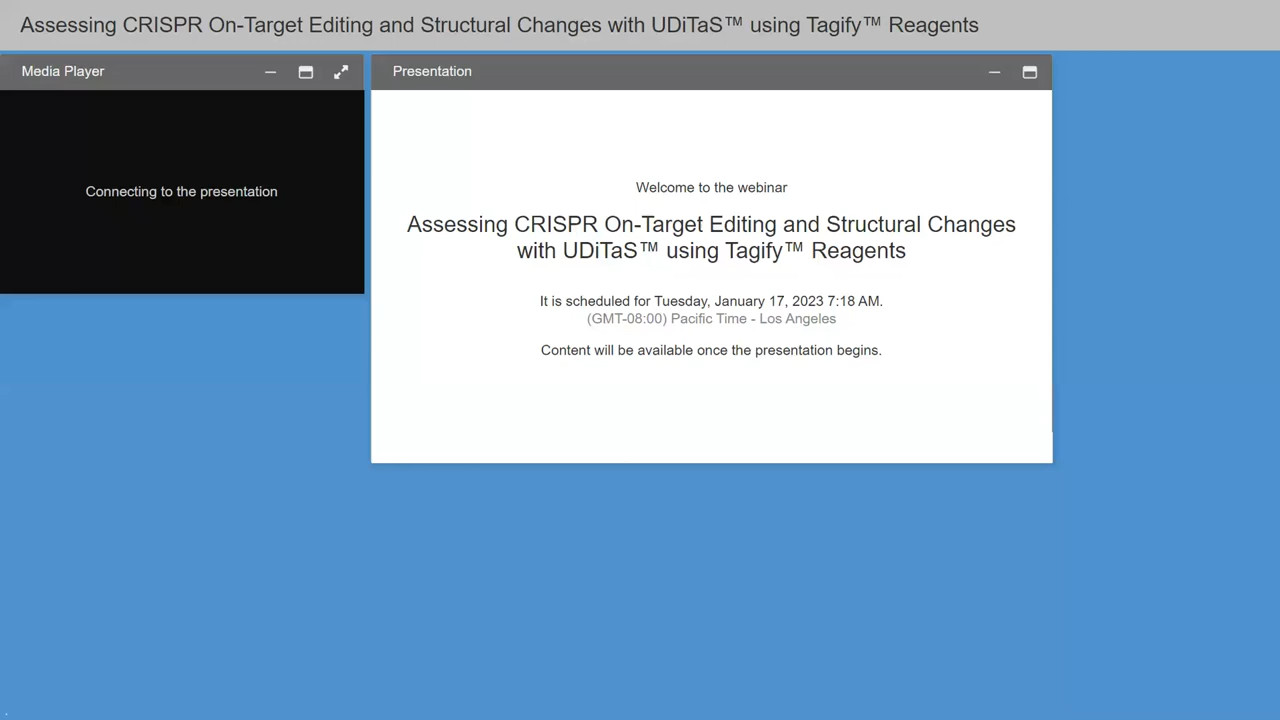 Assessing CRISPR On-Target Editing and Structural Changes with UDiTaS™ using Tagify™ Reagents
Media Player
Presentation
Connecting to the presentation
Welcome to the webinar
Assessing CRISPR On-Target Editing and Structural Changes
with UDiTaS™ using Tagify™ Reagents
It is scheduled for Tuesday, January 17, 2023 7:18 AM.
(GMT-08:00) Pacific Time - Los Angeles
Content will be available once the presentation begins.